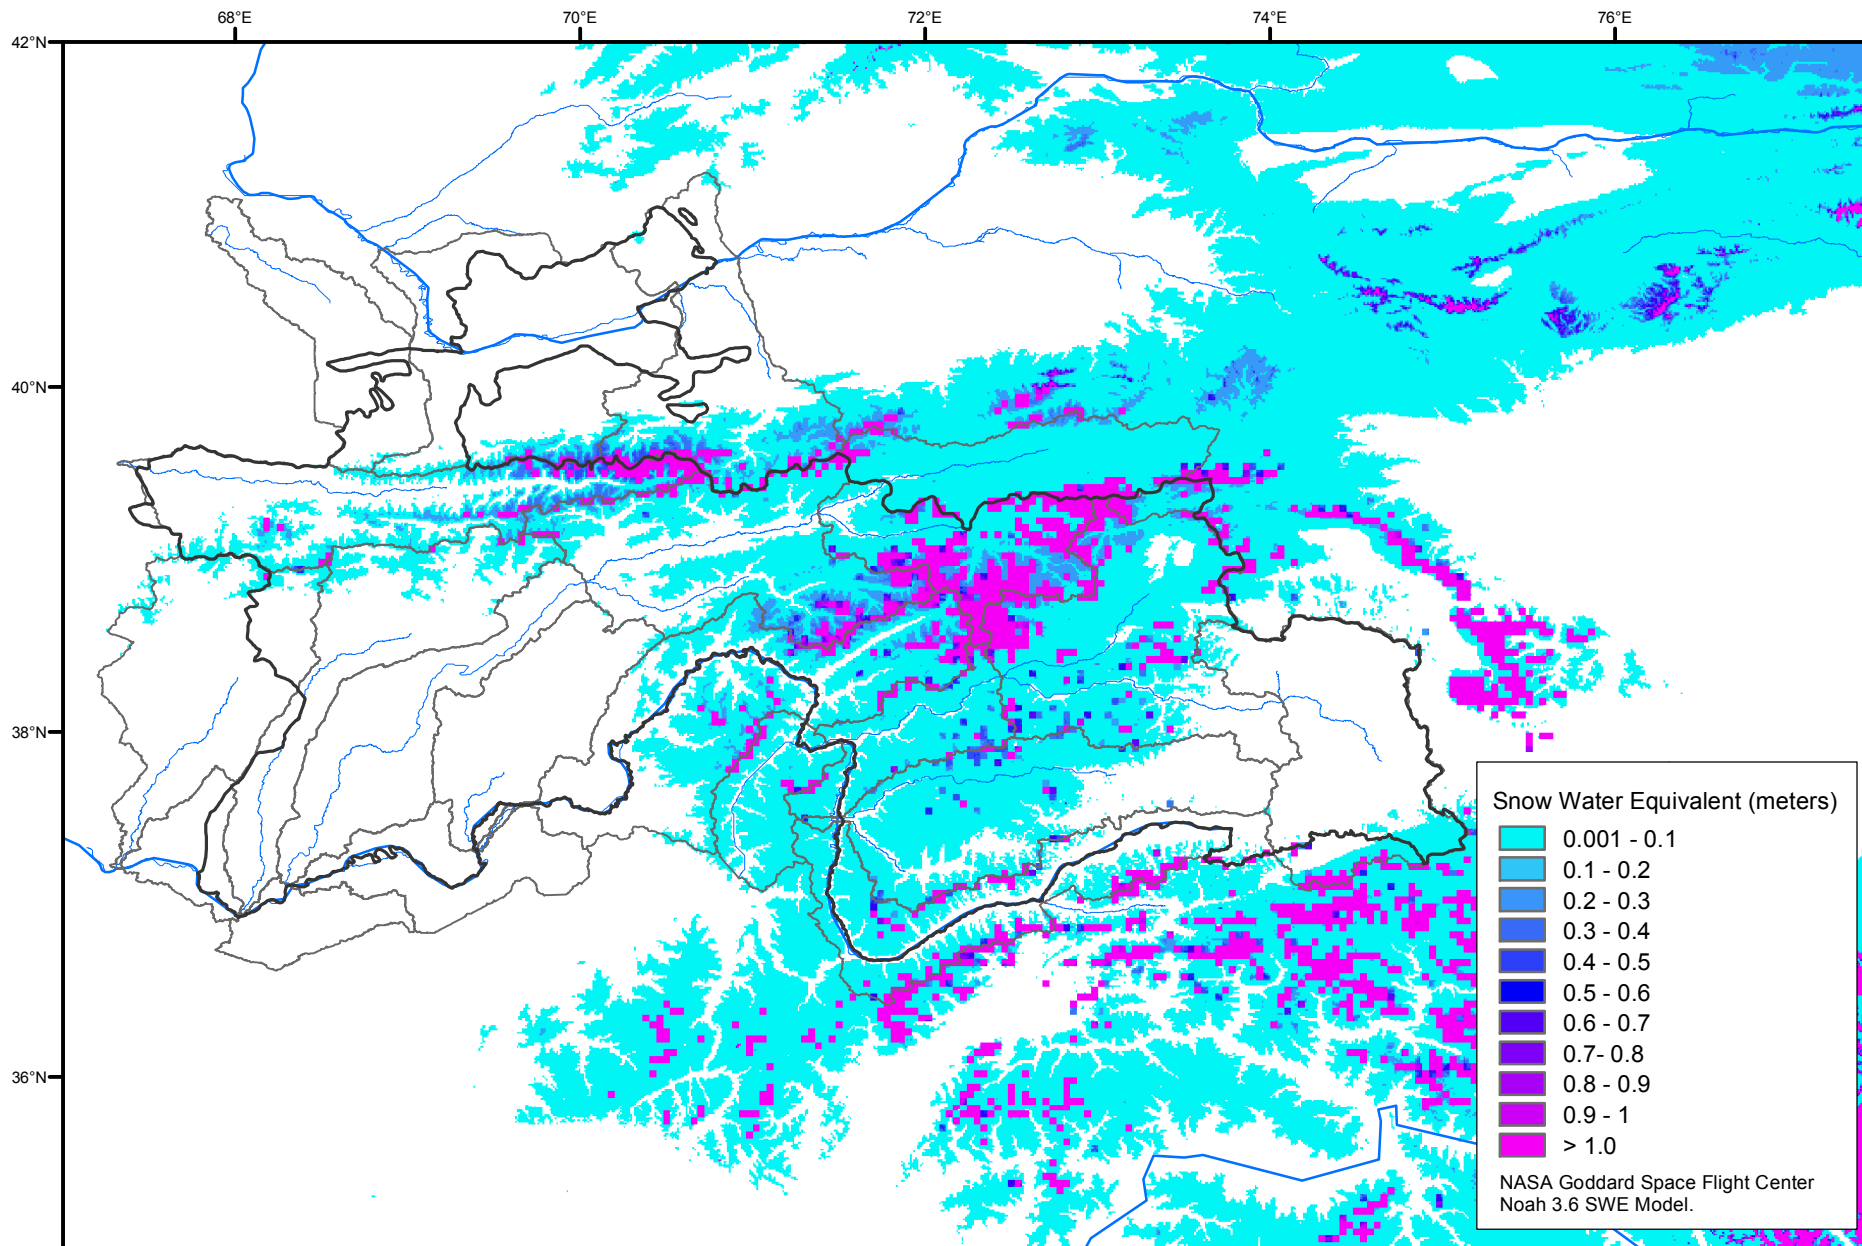 68°E 70°E 72°E 74°E 76°E
42°N
40°N
38°N
36°N
Snow Water Equivalent (meters)
0.001 - 0.1
0.1 - 0.2
0.2 - 0.3
0.3 - 0.4
0.4 - 0.5
0.5 - 0.6
0.6 - 0.7
0.7- 0.8
0.8 - 0.9
0.9 - 1
> 1.0
NASA Goddard Space Flight Center
Noah 3.6 SWE Model.